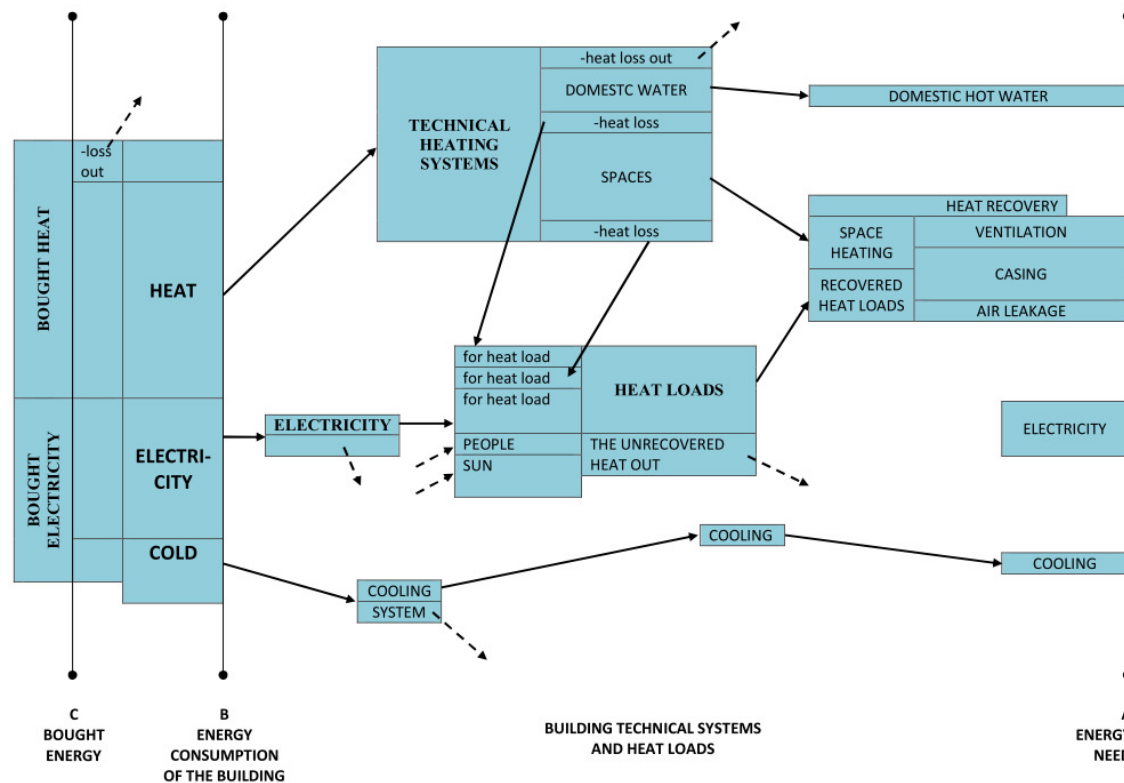 -heat loss out
DOMESTC WATER
-heat loss
TECHNICAL
HEATING
SYSTEMS
SPACES
-heat loss
DOMESTIC HOT WATER
-loss
out
BOUGHT HEAT
HEAT
HEAT RECOVERY
SPACE
HEATING
VENTILATION
CASING
RECOVERED
HEAT LOADS
AIR LEAKAGE
for heat load
for heat load
for heat load
HEAT LOADS
PEOPLE
SUN
THE UNRECOVERED
HEAT OUT
ELECTRICITY
ELECTRICITY
BOUGHT
ELECTRICITY
ELECTRI-
CITY
COLD
COOLING
SYSTEM
COOLING
COOLING
C
BOUGHT
ENERGY
B
ENERGY
CONSUMPTION
OF THE BUILDING
BUILDING TECHNICAL SYSTEMS
AND HEAT LOADS
ENERGY
NEE